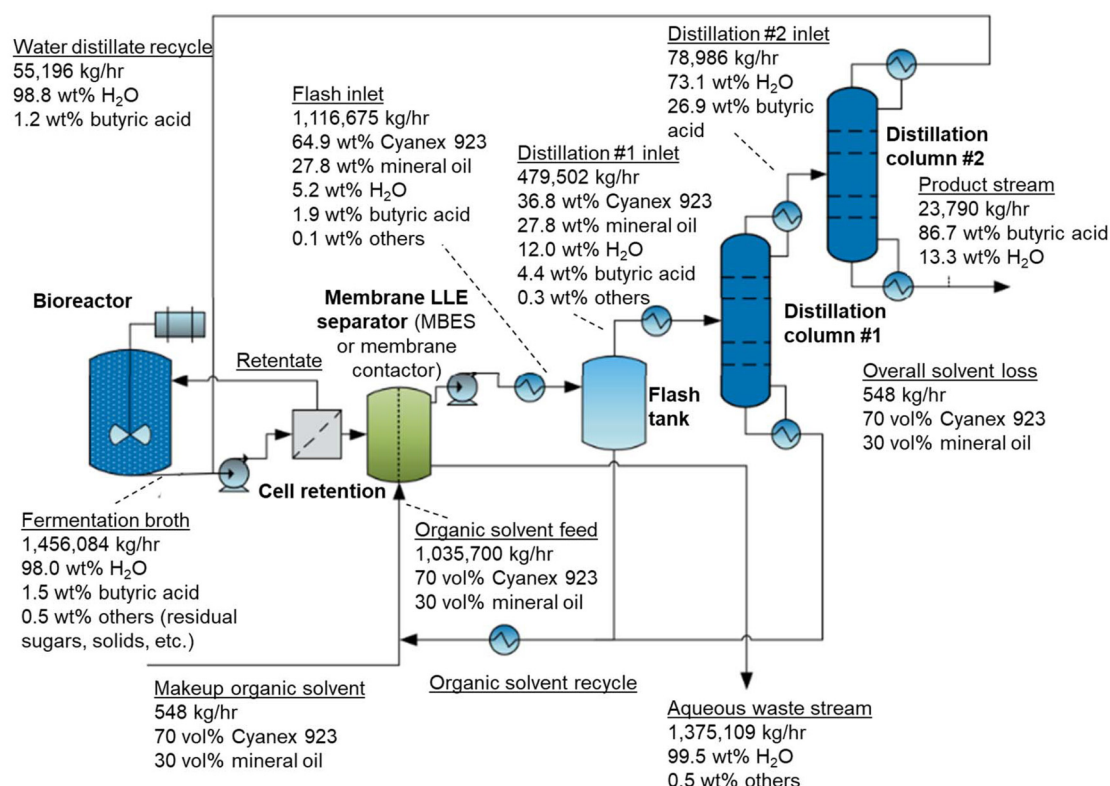 Water distillate recycle
55,196 kg/hr
98.8 wt% H₂O
1.2 wt% butyric acid
Flash inlet
1,116,675 kg/hr
64.9 wt% Cyanex 923
27.8 wt% mineral oil
5.2 wt% H₂O
1.9 wt% butyric acid
0.1 wt% others
Distillation #1 inlet
479,502 kg/hr
36.8 wt% Cyanex 923
27.8 wt% mineral oil
12.0 wt% H₂O
4.4 wt% butyric acid
0.3 wt% others
Distillation #2 inlet
78,986 kg/hr
73.1 wt% H₂O
26.9 wt% butyric
acid
Distillation
column #2
Product stream
23,790 kg/hr
86.7 wt% butyric acid
13.3 wt% H₂O
Bioreactor
Retentate
Membrane LLE
separator (MBES
or membrane
contactor)
Flash
tank
Distillation
column #1
Overall solvent loss
548 kg/hr
70 vol% Cyanex 923
30 vol% mineral oil
Cell retention
Fermentation broth
1,456,084 kg/hr
98.0 wt% H₂O
1.5 wt% butyric acid
0.5 wt% others (residual
sugars, solids, etc.)
Organic solvent feed
1,035,700 kg/hr
70 vol% Cyanex 923
30 vol% mineral oil
Makeup organic solvent
548 kg/hr
70 vol% Cyanex 923
30 vol% mineral oil
Organic solvent recycle
Aqueous waste stream
1,375,109 kg/hr
99.5 wt% H₂O
0.5 wt% others